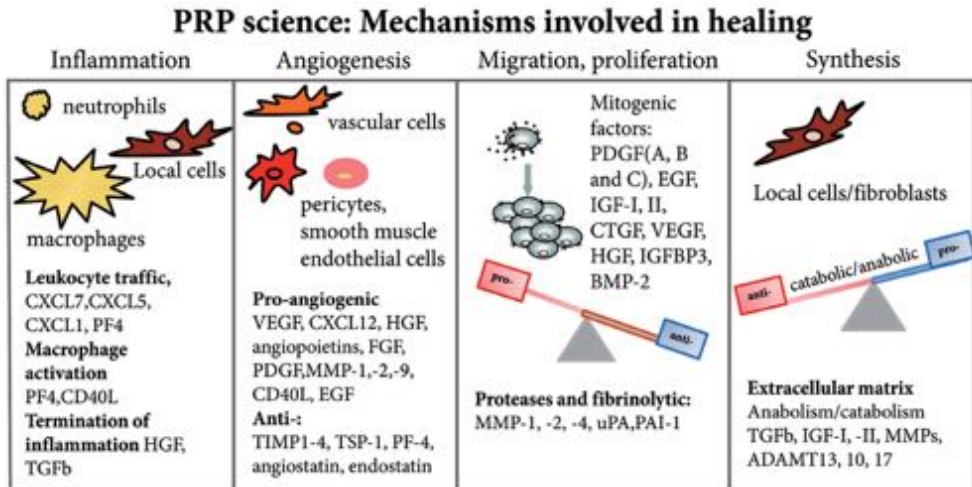 PRP science: Mechanisms involved in healing
Inflammation
neutrophils
Local cells
macrophages
Leukocyte traffic,
CXCL7,CXCL5,
CXCL1, PF4
Macrophage
activation
PF4,CD40L
Termination of
inflammation HGF,
TGFb
Angiogenesis
vascular cells
pericytes,
smooth muscle
endothelial cells
Pro-angiogenic
VEGF, CXCL12, HGF,
angiopoietins, FGF,
PDGF,MMP-1,-2,-9,
CD40L, EGF
Anti-:
TIMP1-4, TSP-1, PF-4,
angiostatin, endostatin
Migration, proliferation
Mitogenic
factors:
PDGF(A, B
and C), EGF,
IGF-I, II,
CTGF, VEGF,
HGF, IGFBP3,
BMP-2
pro-
anti-
Proteases and fibrinolytic:
MMP-1, -2, -4, uPA,PAI-1
Synthesis
Local cells/fibroblasts
catabolic/anabolic
pro-
anti-
Extracellular matrix
Anabolism/catabolism
TGFb, IGF-I, -II, MMPs,
ADAMT13, 10, 17